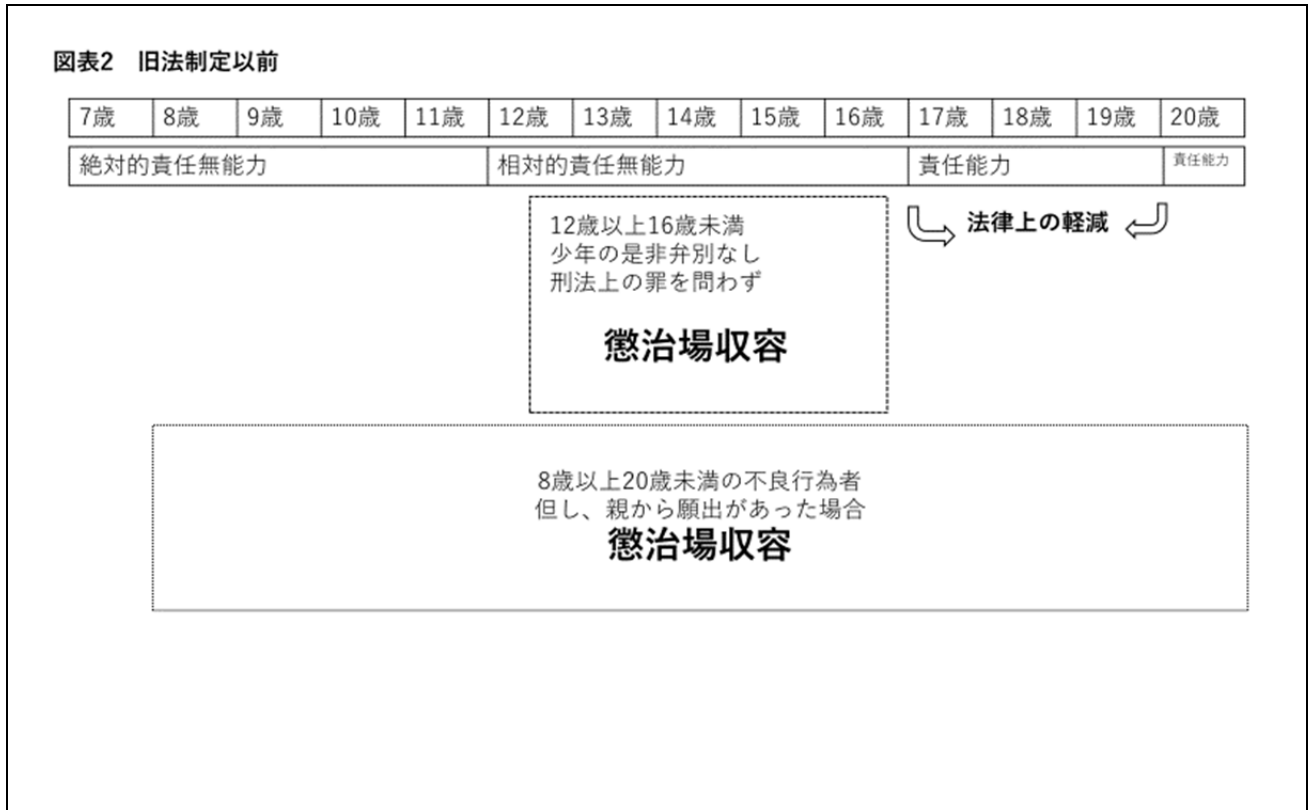 図表2 旧法制定以前
7歳 8歳 9歳 10歳 11歳 12歳 13歳 14歳 15歳 16歳 17歳 18歳 19歳 20歳
絶対的責任無能力 相対的責任無能力 責任能力 責任能力
12歳以上16歳未満
少年の是非弁別なし
刑法上の罪を問わず
懲治場収容
法律上の軽減
8歳以上20歳未満の不良行為者
但し、親から願出があった場合
懲治場収容